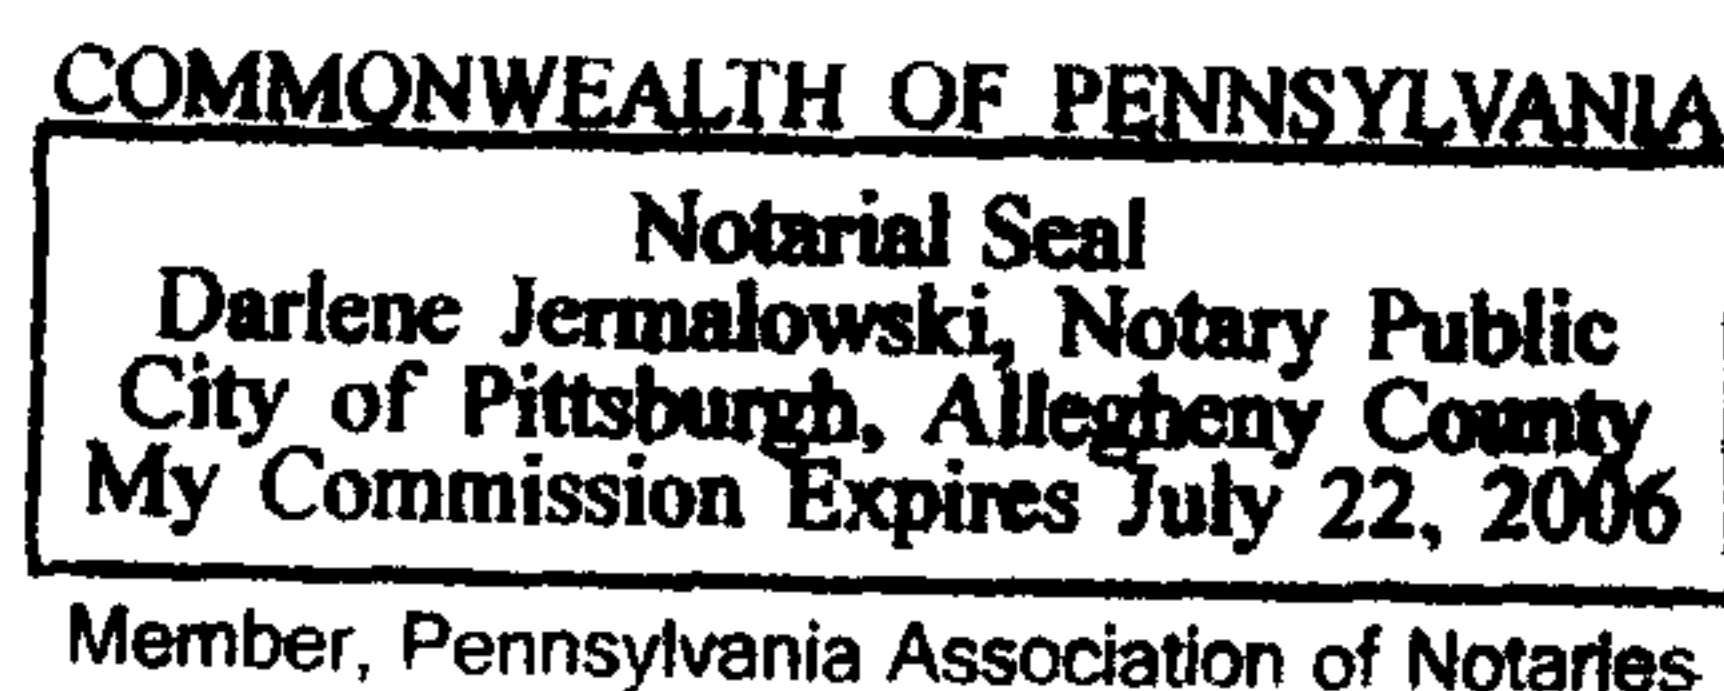 COMMONWEALTH OF PENNSYLVANIA
Notarial Seal
Darlene Jermalowski, Notary Public
City of Pittsburgh, Allegheny County
My Commission Expires July 22, 2006
Member, Pennsylvania Association of Notaries